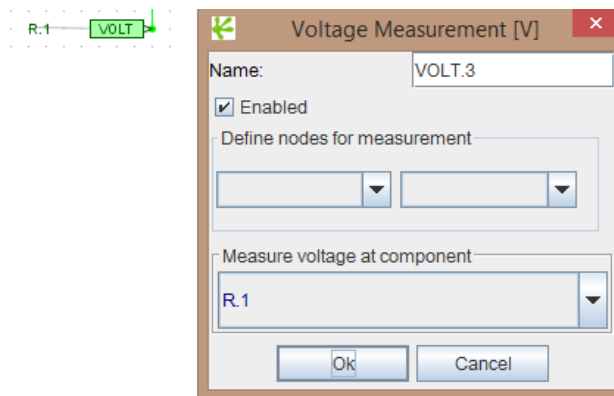 R.1 VOLT
Voltage Measurement [V]
Name: VOLT.3
Enabled
Define nodes for measurement
Measure voltage at component
R.1
Ok Cancel